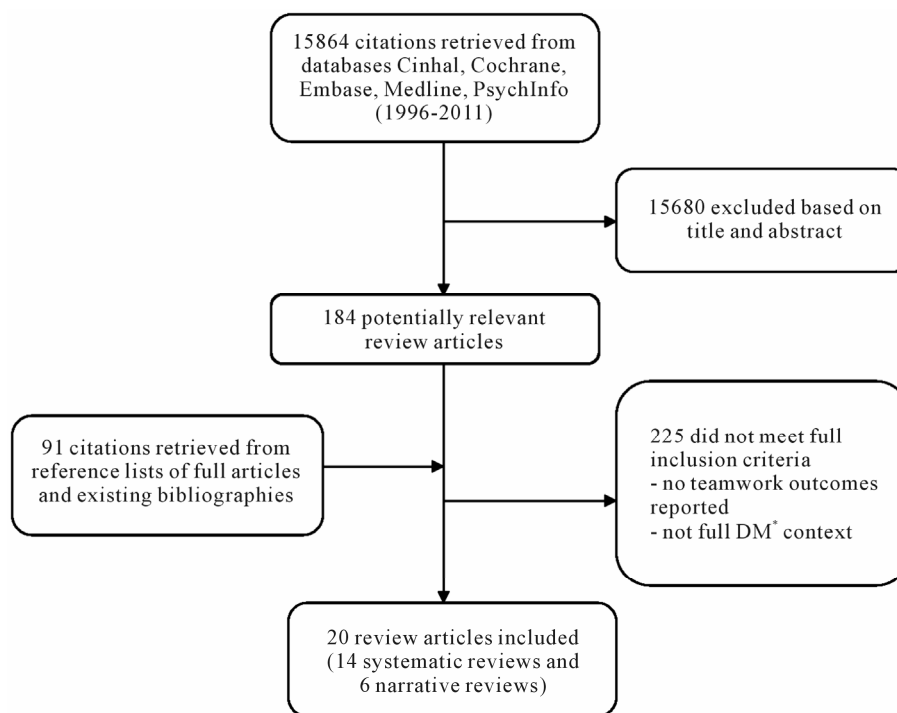 15864 citations retrieved from
databases Cinhal, Cochrane,
Embase, Medline, PsychInfo
(1996-2011)
15680 excluded based on
title and abstract
184 potentially relevant
review articles
91 citations retrieved from
reference lists of full articles
and existing bibliographies
225 did not meet full
inclusion criteria
- no teamwork outcomes
reported
- not full DM* context
20 review articles included
(14 systematic reviews and
6 narrative reviews)